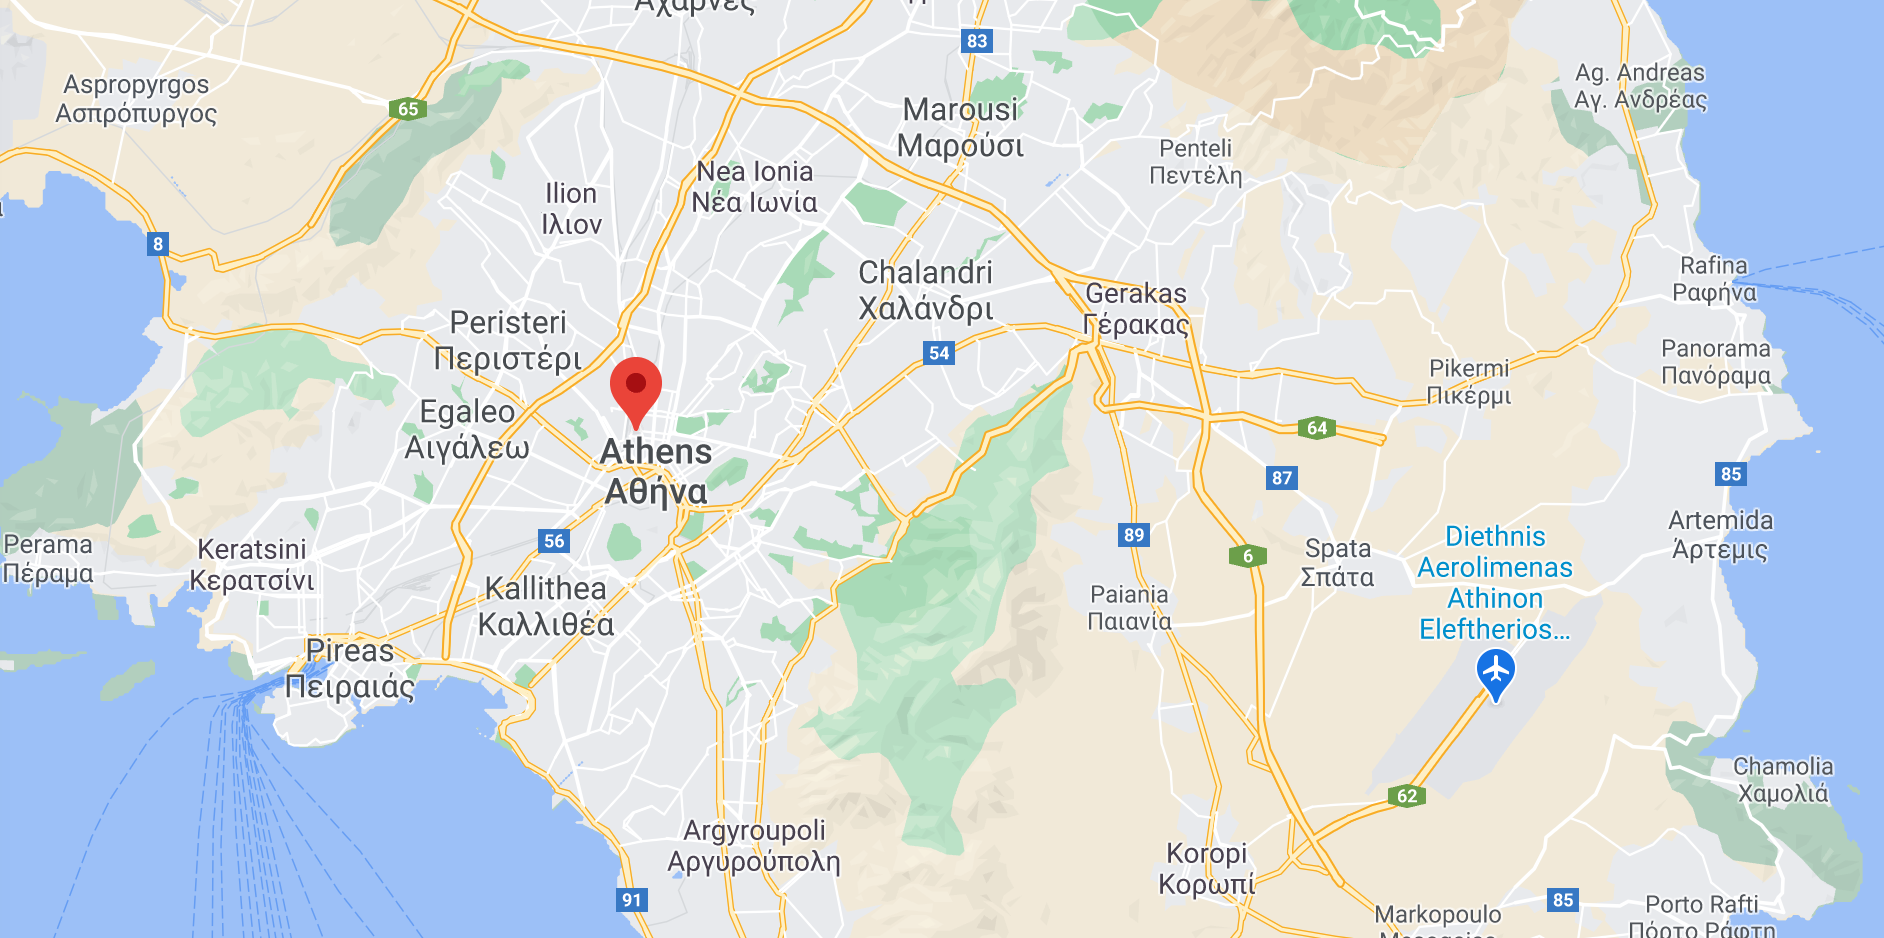 Αχαρνές
83
Aspropyrgos
Ασπρόπυργος
65
Ag. Andreas
Αγ. Ανδρέας
Marousi
Μαρούσι
Penteli
Πεντέλη
Nea Ionia
Νέα Ιωνία
Ilion
Ίλιον
8
Chalandri
Χαλάνδρι
Gerakas
Γέρακας
Rafina
Ραφήνα
Peristeri
Περιστέρι
54
Panorama
Πανόραμα
Pikermi
Πικέρμι
Egaleo
Αιγάλεω
64
Athens
Αθήνα
87
85
56
89
6
Artemida
Άρτεμις
Diethnis
Aerolimenas
Athinon
Eleftherios...
Perama
Πέραμα
Keratsini
Κερατσίνι
Spata
Σπάτα
Kallithea
Καλλιθέα
Paiania
Παιανία
Pireas
Πειραιάς
62
Chamolia
Χαμολιά
Argyroupoli
Αργυρούπολη
Koropi
Κορωπί
91
85
Markopoulo
Porto Rafti
Πόρτο Ράφτη